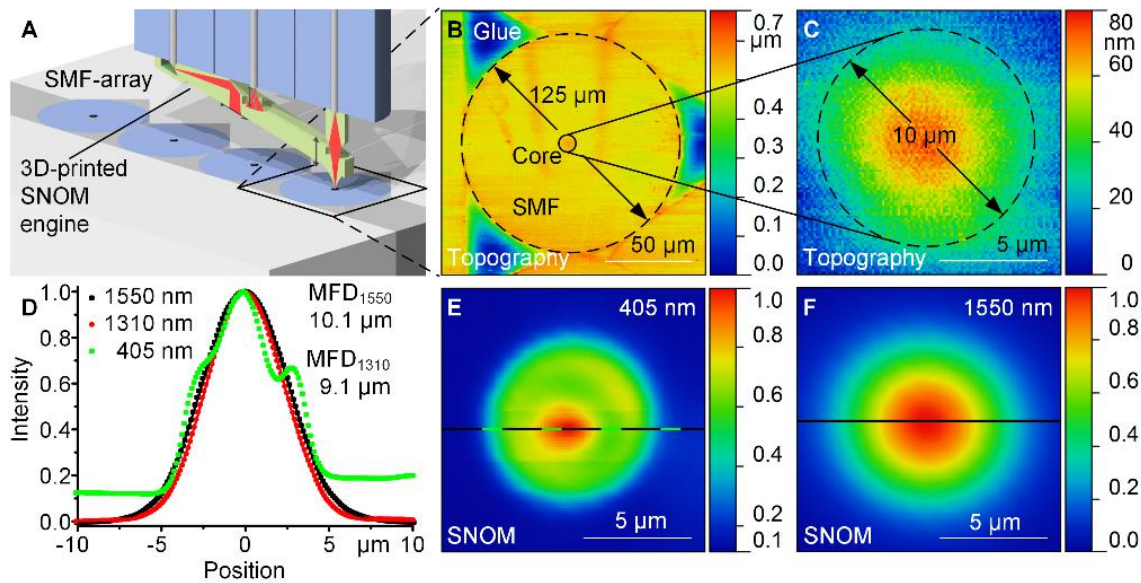 A
SMF-array
3D-printed
SNOM
engine
B
Glue
125 µm
Core
SMF
50 µm
Topography
0.7
µm
0.4
0.3
0.2
0.1
0.0
C
10 µm
5 µm
Topography
80
nm
60
40
20
0
D
1550 nm
1310 nm
405 nm
MFD1550
10.1 µm
MFD1310
9.1 µm
Intensity
1.0
0.8
0.6
0.4
0.2
0.0
-10
-5
0
5
µm
10
Position
E
405 nm
5 µm
SNOM
1.0
0.8
0.6
0.4
0.2
0.1
F
1550 nm
5 µm
SNOM
1.0
0.8
0.6
0.4
0.2
0.0